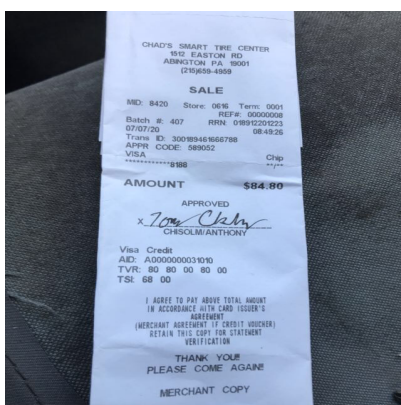 CHAD'S SMART TIRE CENTER
1512 EASTON RD
ABINGTON PA 19001
(215)659-4959
SALE
MID: 8420 Store: 0616 Term: 0001
REF#: 00000008
Batch #: 407 RRN: 018912201223
07/07/20 08:49:26
Trans ID: 300189461666788
APPR CODE: 589052
VISA Chip
************8188 **/**
AMOUNT $84.80
APPROVED
x
CHISOLM/ANTHONY
Visa Credit
AID: A0000000031010
TVR: 80 80 00 80 00
TSI: 68 00
I AGREE TO PAY ABOVE TOTAL AMOUNT
IN ACCORDANCE WITH CARD ISSUER'S
AGREEMENT
(MERCHANT AGREEMENT IF CREDIT VOUCHER)
RETAIN THIS COPY FOR STATEMENT
VERIFICATION
THANK YOU!!
PLEASE COME AGAIN!!
MERCHANT COPY